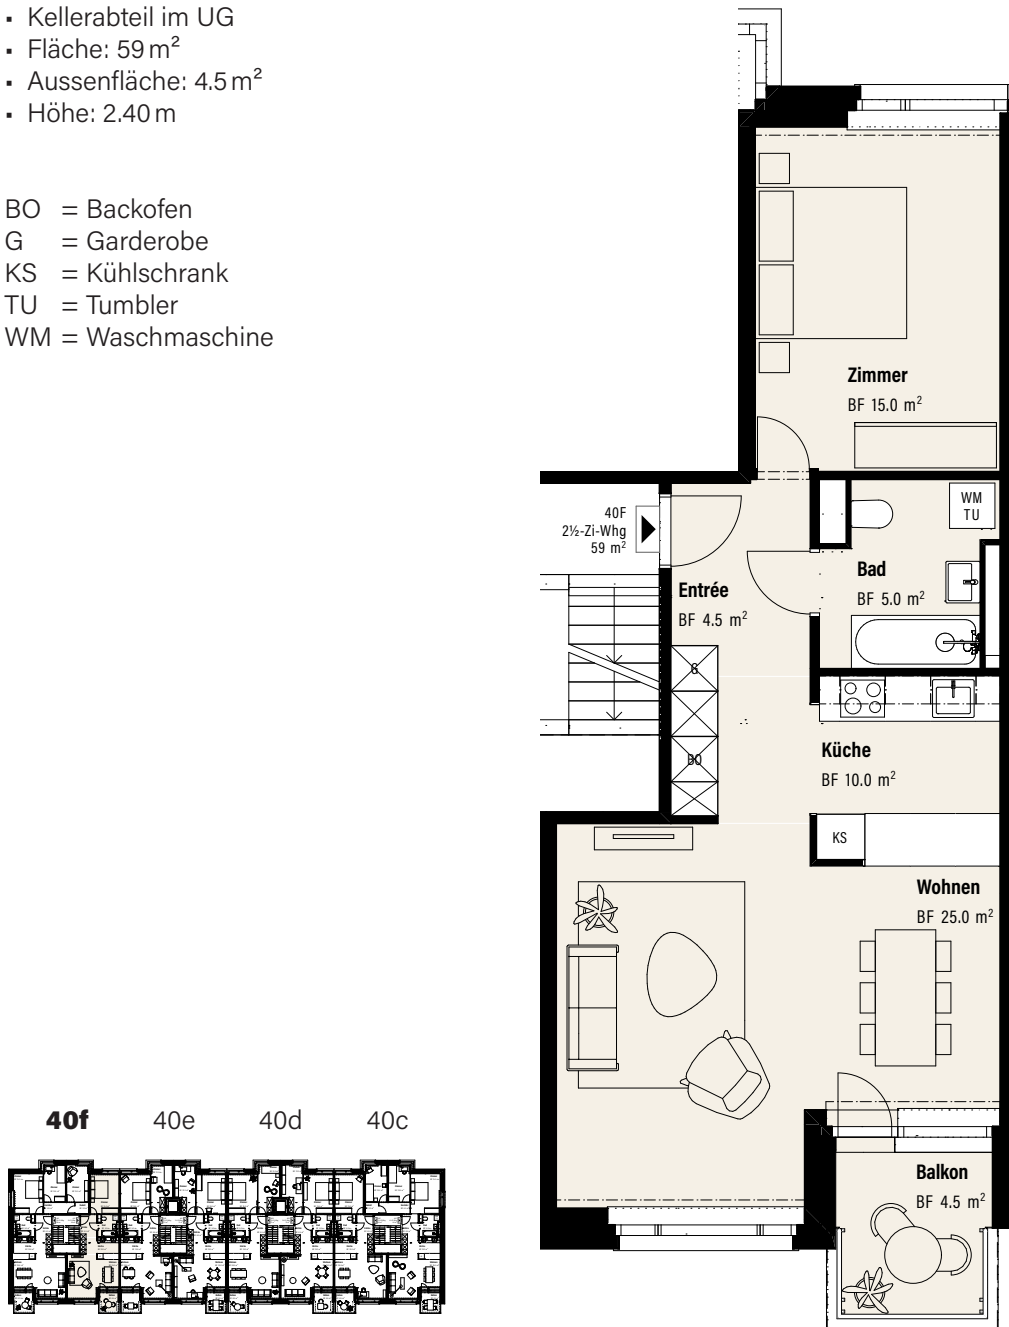 • Kellerabteil im UG
• Fläche: 59 m²
• Aussenfläche: 4.5 m²
• Höhe: 2.40 m
BO = Backofen
G = Garderobe
KS = Kühlschrank
TU = Tumbler
WM = Waschmaschine
Zimmer
BF 15.0 m²
40F
2½-Zi-Whg
59 m²
WM
TU
Bad
BF 5.0 m²
Entrée
BF 4.5 m²
G
BO
Küche
BF 10.0 m²
KS
Wohnen
BF 25.0 m²
Balkon
BF 4.5 m²
40f 40e 40d 40c